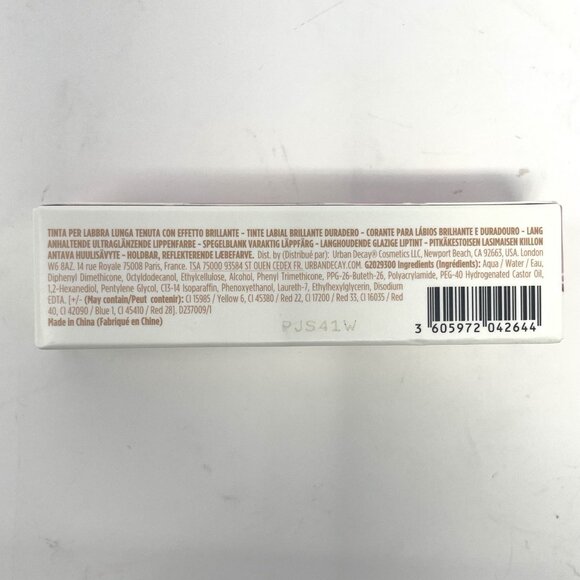 TINTA PER LABBRA LUNGA TENUTA CON EFFETTO BRILLANTE – TINTE LABIAL BRILLANTE DURADERO – CORANTE PARA LÁBIOS BRILHANTE E DURADOURO – LANG
ANHALTENDE ULTRAGLÄNZENDE LIPPENFARBE – SPEGELBLANK VARAKTIG LÄPPFÄRG – LANGHOUDENDE GLAZIGE LIPTINT – PITKÄKESTOISEN LASIMAISEN KIILLON
ANTAVA HUULISÄVYTE – HOLDBAR, REFLEKTERENDE LÆBEFARVE. Dist. by (Distribué par): Urban Decay® Cosmetics LLC, Newport Beach, CA 92663, USA. London
W6 8AZ. 14 rue Royale 75008 Paris, France. TSA 75000 93584 ST OUEN CEDEX FR. URBANDECAY.COM. G2029300 Ingredients (Ingrédients): Aqua / Water / Eau,
Diphenyl Dimethicone, Octyldodecanol, Ethylcellulose, Alcohol, Phenyl Trimethicone, PPG-26-Buteth-26, Polyacrylamide, PEG-40 Hydrogenated Castor Oil,
1,2-Hexanediol, Pentylene Glycol, C13-14 Isoparaffin, Phenoxyethanol, Laureth-7, Ethylhexylglycerin, Disodium
EDTA. [+/- (May contain/Peut contenir): CI 15985 / Yellow 6, CI 45380 / Red 22, CI 17200 / Red 33, CI 16035 / Red
40, CI 42090 / Blue 1, CI 45410 / Red 28]. D237009/1
Made in China (Fabriqué en Chine)
PJS41W
3 605972 042644